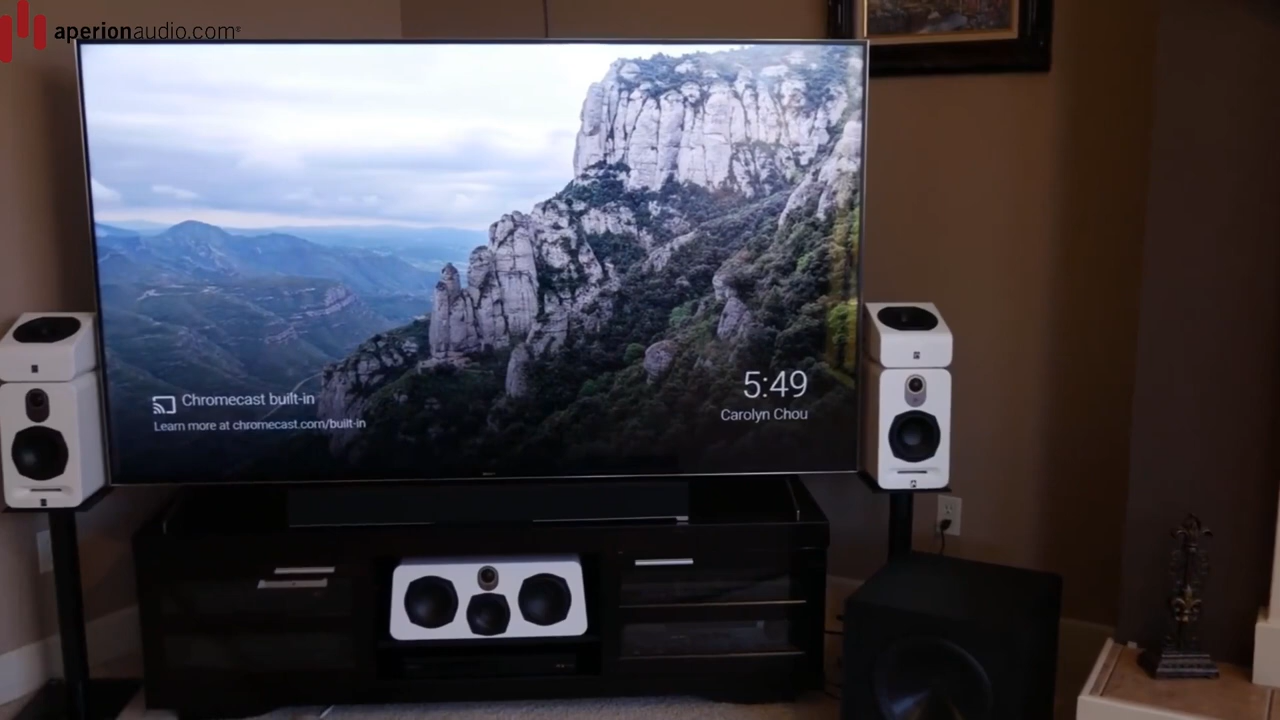 aperionaudio.com®
Chromecast built-in
Learn more at chromecast.com/built-in
5:49
Carolyn Chou